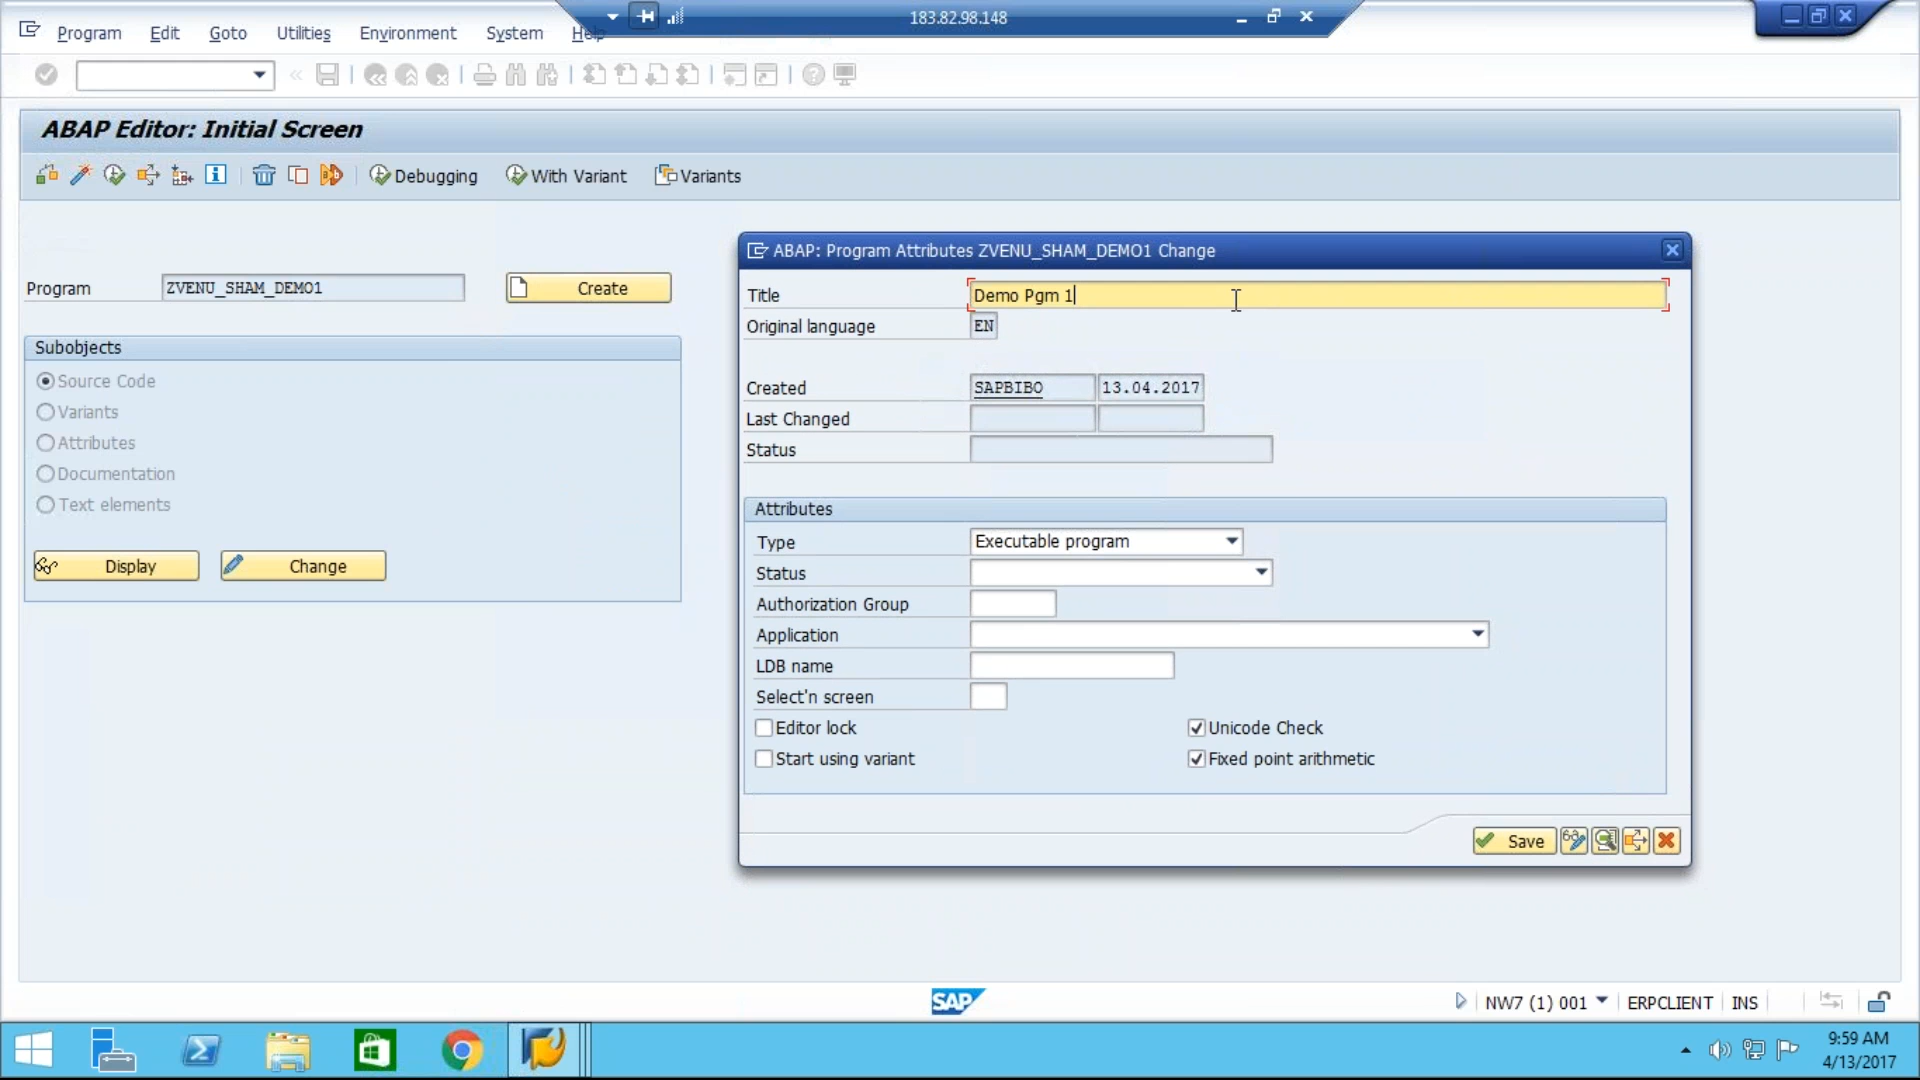 183.82.98.148
Program Edit Goto Utilities Environment System Help
ABAP Editor: Initial Screen
Debugging With Variant Variants
Program ZVENU_SHAM_DEMO1 Create
Subobjects
Source Code
Variants
Attributes
Documentation
Text elements
Display Change
ABAP: Program Attributes ZVENU_SHAM_DEMO1 Change
Title Demo Pgm 1
Original language EN
Created SAPBIBO 13.04.2017
Last Changed
Status
Attributes
Type Executable program
Status
Authorization Group
Application
LDB name
Select'n screen
Editor lock Unicode Check
Start using variant Fixed point arithmetic
Save
SAP
NW7 (1) 001 ERPCLIENT INS
9:59 AM
4/13/2017